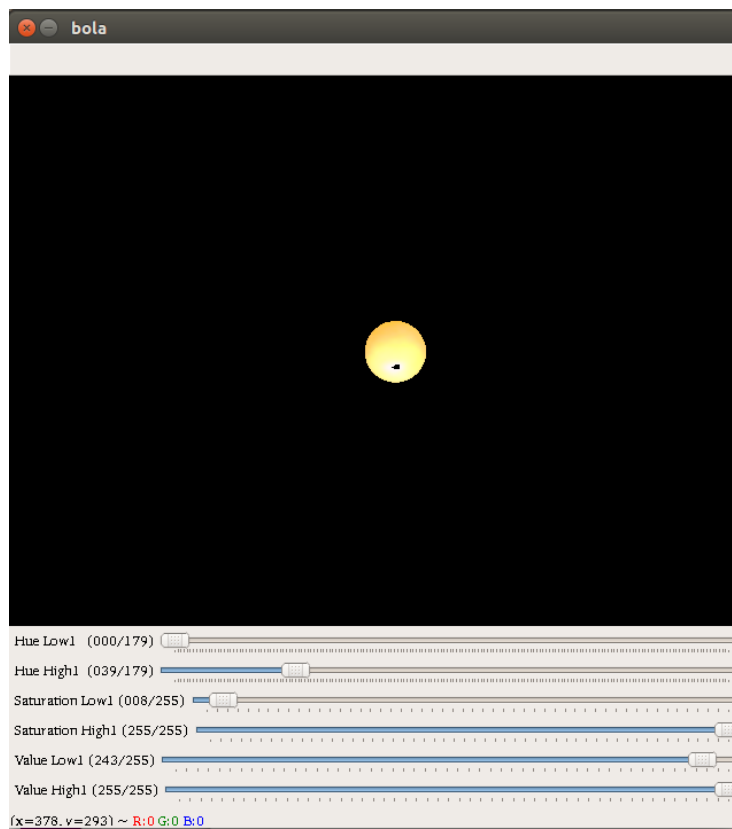 bola
Hue Low1 (000/179)
Hue High1 (039/179)
Saturation Low1 (008/255)
Saturation High1 (255/255)
Value Low1 (243/255)
Value High1 (255/255)
(x=378, y=293) ~ R:0 G:0 B:0